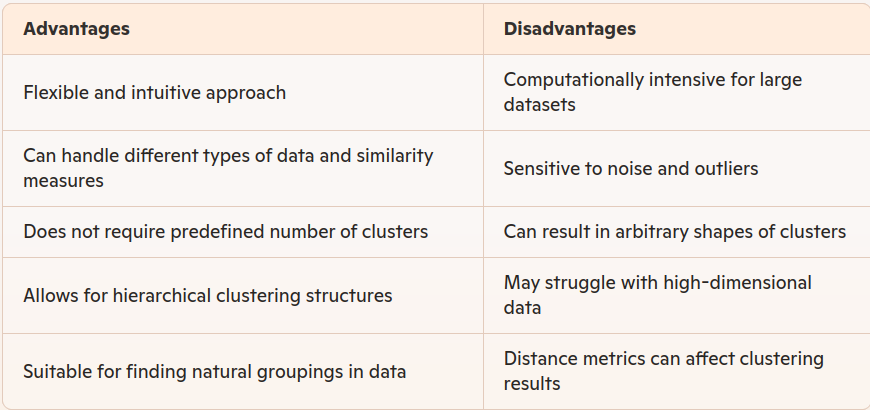 Advantages
Disadvantages
Flexible and intuitive approach
Computationally intensive for large
datasets
Can handle different types of data and similarity
measures
Sensitive to noise and outliers
Does not require predefined number of clusters
Can result in arbitrary shapes of clusters
Allows for hierarchical clustering structures
May struggle with high-dimensional
data
Suitable for finding natural groupings in data
Distance metrics can affect clustering
results